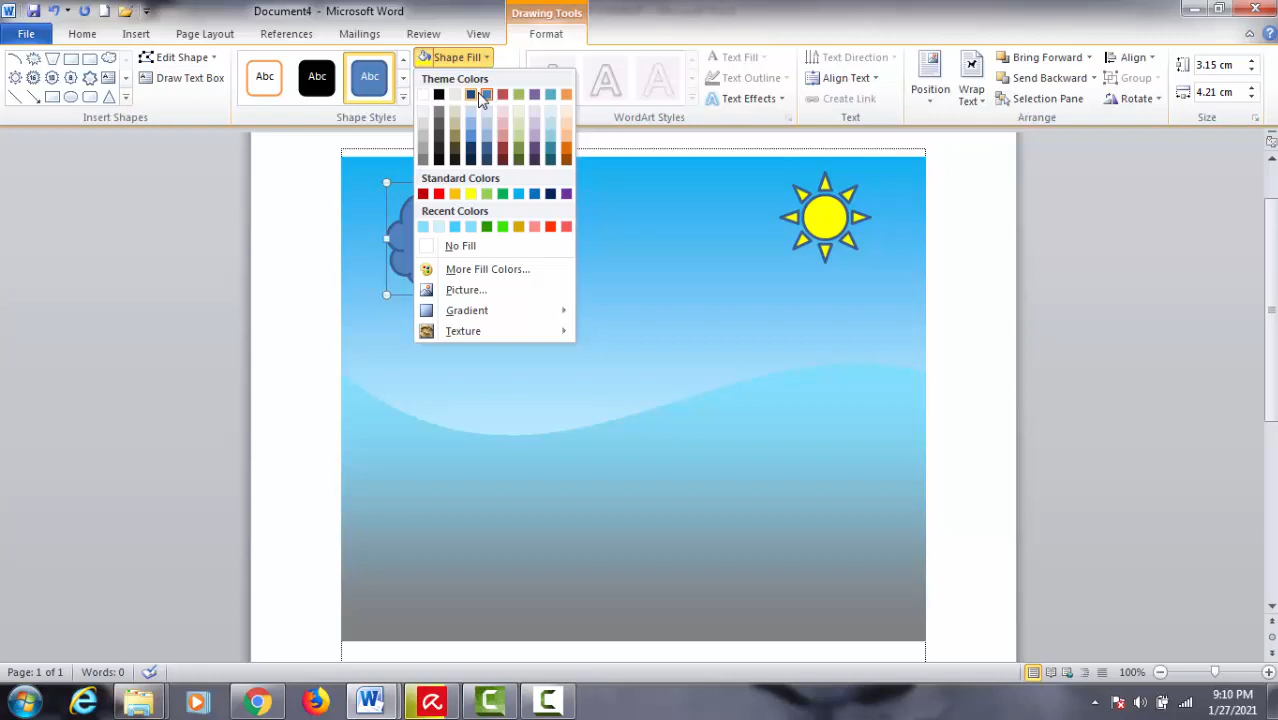 Document4 - Microsoft Word
Drawing Tools
File Home Insert Page Layout References Mailings Review View Format
Edit Shape
Draw Text Box
Insert Shapes
Abc Abc Abc
Shape Styles
Shape Fill
Theme Colors
Standard Colors
Recent Colors
No Fill
More Fill Colors...
Picture...
Gradient
Texture
A A A
Text Fill
Text Outline
Text Effects
WordArt Styles
Text Direction
Align Text
Create Link
Text
Position
Wrap Text
Bring Forward
Send Backward
Selection Pane
Align
Group
Rotate
Arrange
3.15 cm
4.21 cm
Size
Page: 1 of 1 Words: 0 100%
9:10 PM
1/27/2021